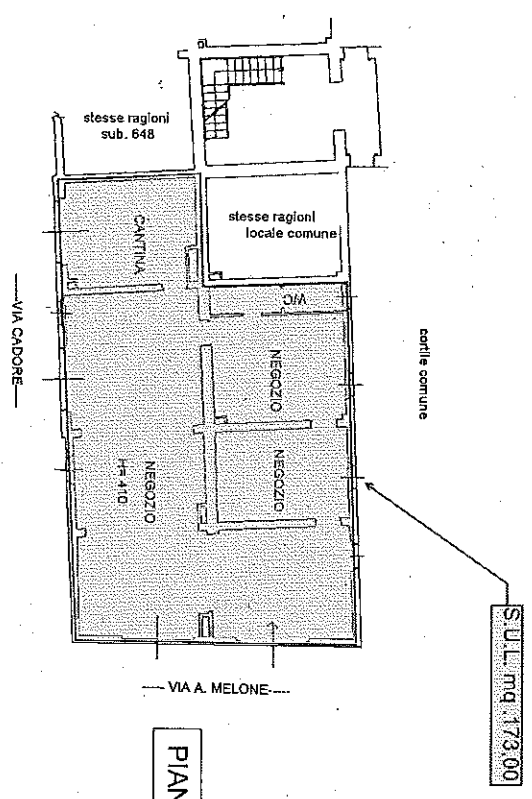 stesse ragioni
sub. 648
stesse ragioni
locale comune
CANTINA
WC
cortile comune
NEGOZIO
NEGOZIO
NEGOZIO
H= 410
----VIA CADORE----
---- VIA A. MELONE----
S.U.L. mq .173,00
PIAN